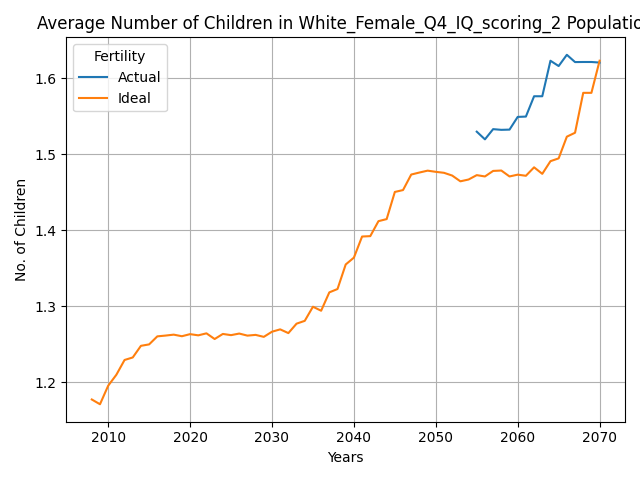 Average Number of Children in White_Female_Q4_IQ_scoring_2 Populatio
Fertility
Actual
Ideal
No. of Children
1.6
1.5
1.4
1.3
1.2
2010 2020 2030 2040 2050 2060 2070
Years